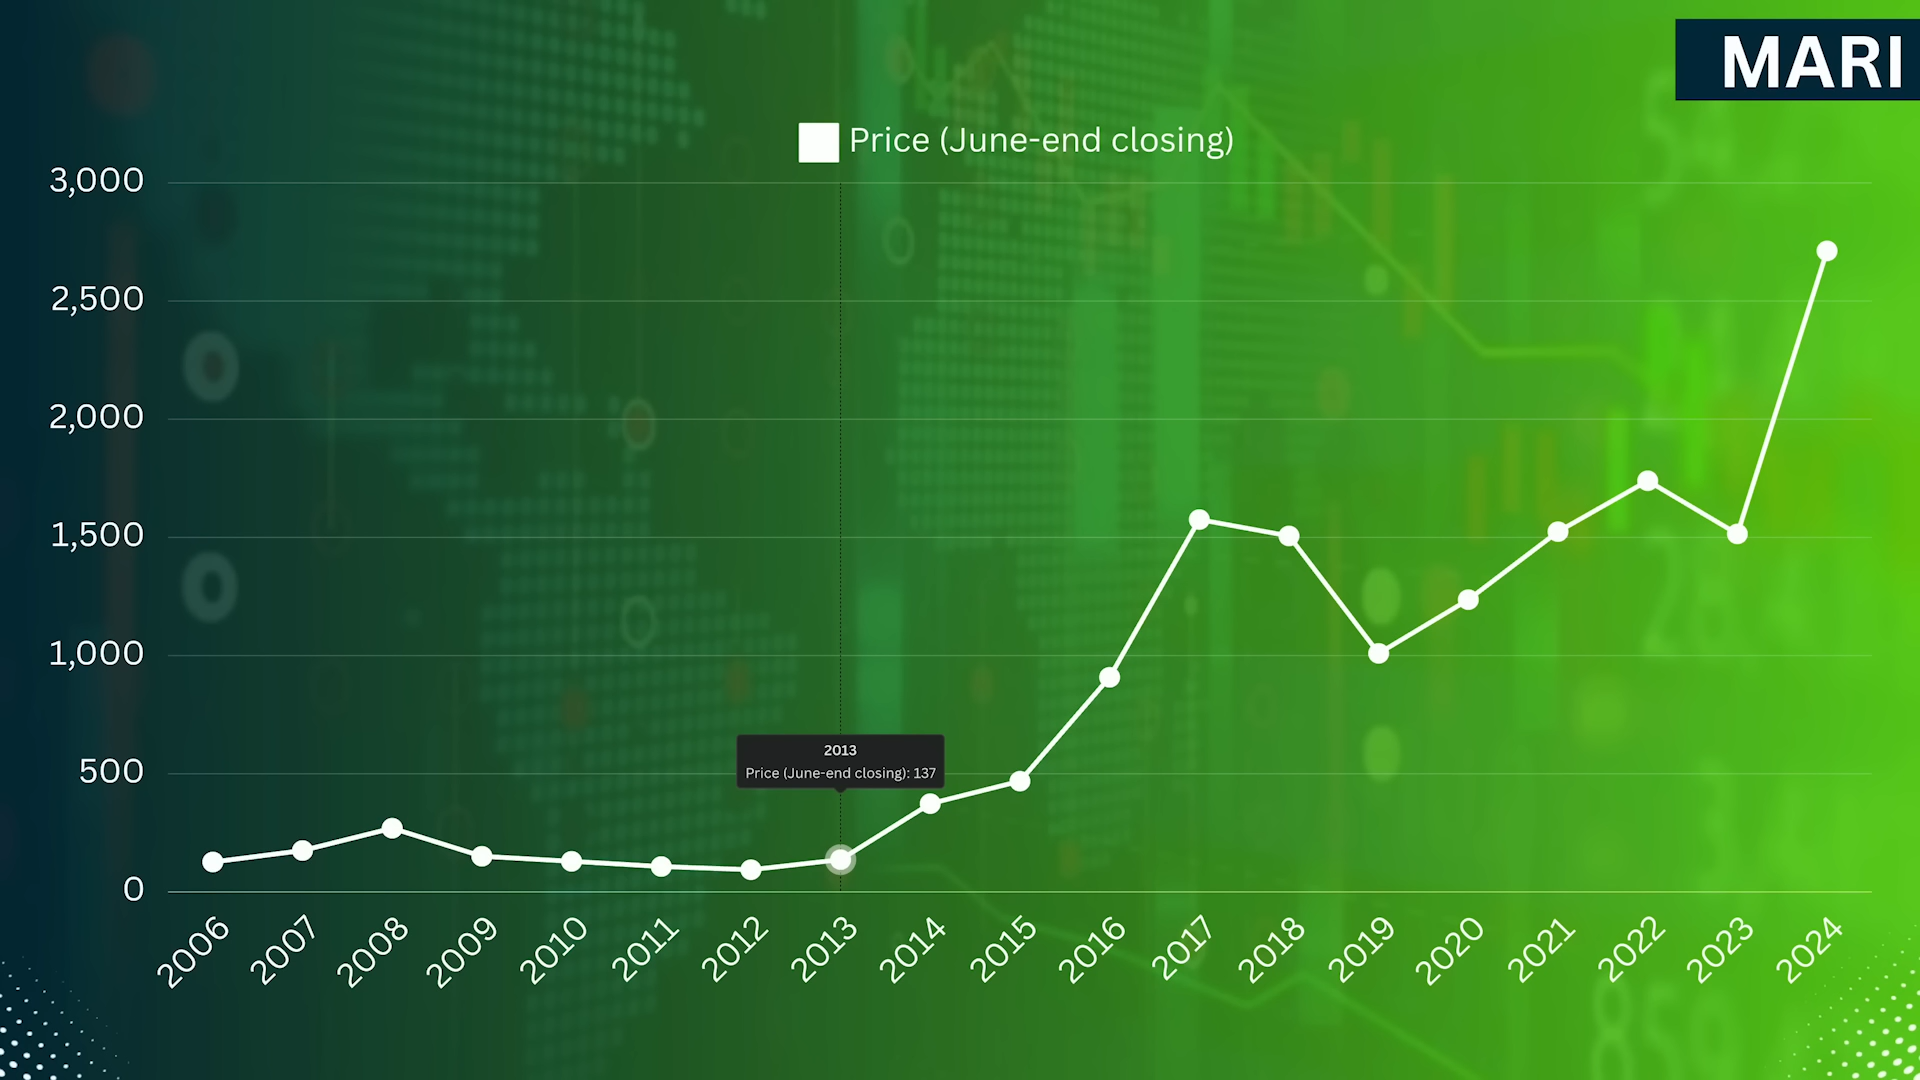 MARI
Price (June-end closing)
3,000
2,500
2,000
1,500
1,000
500
0
2013
Price (June-end closing): 137
2006 2007 2008 2009 2010 2011 2012 2013 2014 2015 2016 2017 2018 2019 2020 2021 2022 2023 2024